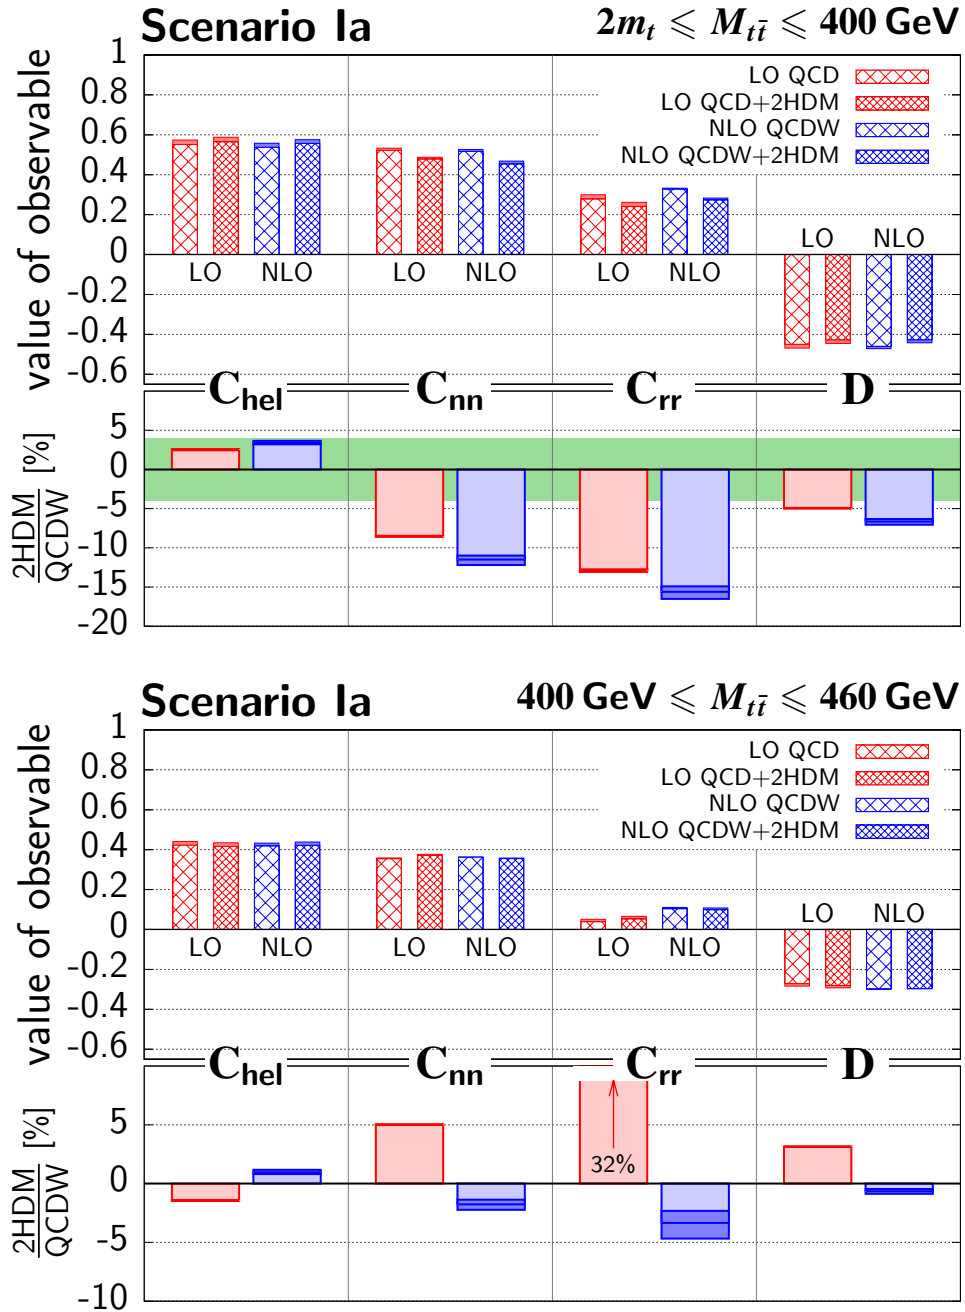 Scenario Ia 2m_t ⩽ M_{tt̄} ⩽ 400 GeV
value of observable
1
0.8
0.6
0.4
0.2
0
-0.2
-0.4
-0.6
LO QCD
LO QCD+2HDM
NLO QCDW
NLO QCDW+2HDM
LO NLO LO NLO LO NLO LO NLO
C_hel C_nn C_rr D
2HDM/QCDW [%]
5
0
-5
-10
-15
-20
Scenario Ia 400 GeV ⩽ M_{tt̄} ⩽ 460 GeV
value of observable
1
0.8
0.6
0.4
0.2
0
-0.2
-0.4
-0.6
LO QCD
LO QCD+2HDM
NLO QCDW
NLO QCDW+2HDM
LO NLO LO NLO LO NLO LO NLO
C_hel C_nn C_rr D
2HDM/QCDW [%]
5
0
-5
-10
32%